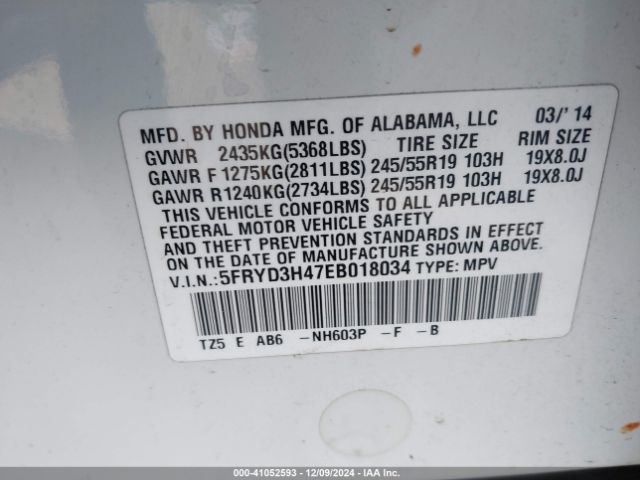 MFD. BY HONDA MFG. OF ALABAMA, LLC 03/' 14
GVWR 2435KG(5368LBS) TIRE SIZE RIM SIZE
GAWR F1275KG(2811LBS) 245/55R19 103H 19X8.0J
GAWR R1240KG(2734LBS) 245/55R19 103H 19X8.0J
THIS VEHICLE CONFORMS TO ALL APPLICABLE
FEDERAL MOTOR VEHICLE SAFETY
AND THEFT PREVENTION STANDARDS IN EFFECT
ON THE DATE OF MANUFACTURE SHOWN ABOVE.
V.I.N.:5FRYD3H47EB018034 TYPE: MPV
TZ5 E AB6 -NH603P -F -B
000-41052593 - 12/09/2024 - IAA Inc.